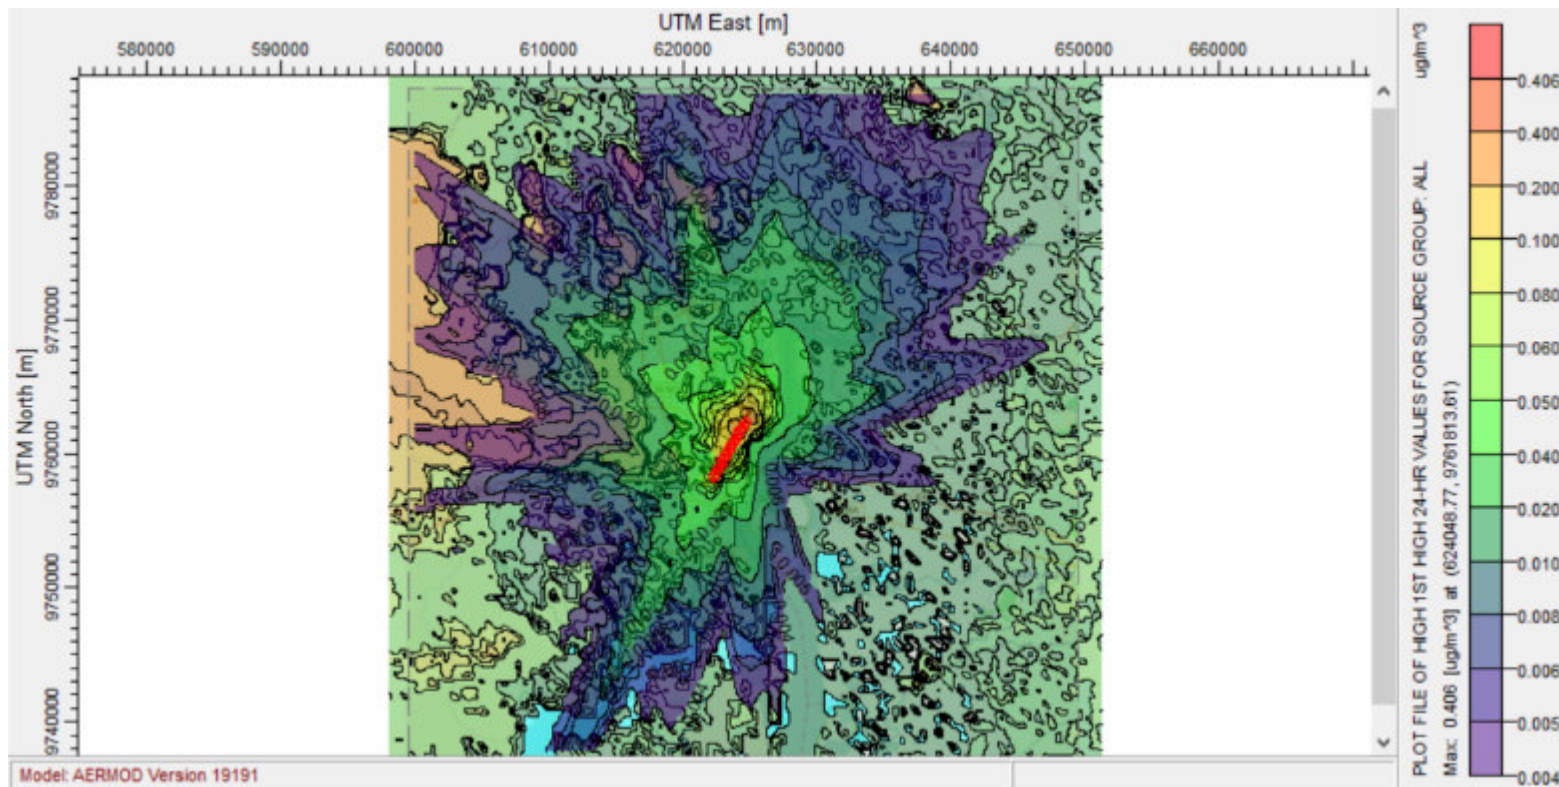 UTM East [m]
580000 590000 600000 610000 620000 630000 640000 650000 660000
UTM North [m]
9780000
9770000
9760000
9750000
9740000
PLOT FILE OF HIGH 1ST HIGH 24-HR VALUES FOR SOURCE GROUP: ALL
ug/m^3
Max: 0.406 [ug/m^3] at (624048.77, 9761813.61)
0.406
0.400
0.200
0.100
0.080
0.060
0.050
0.040
0.020
0.010
0.008
0.006
0.005
0.004
Model: AERMOD Version 19191